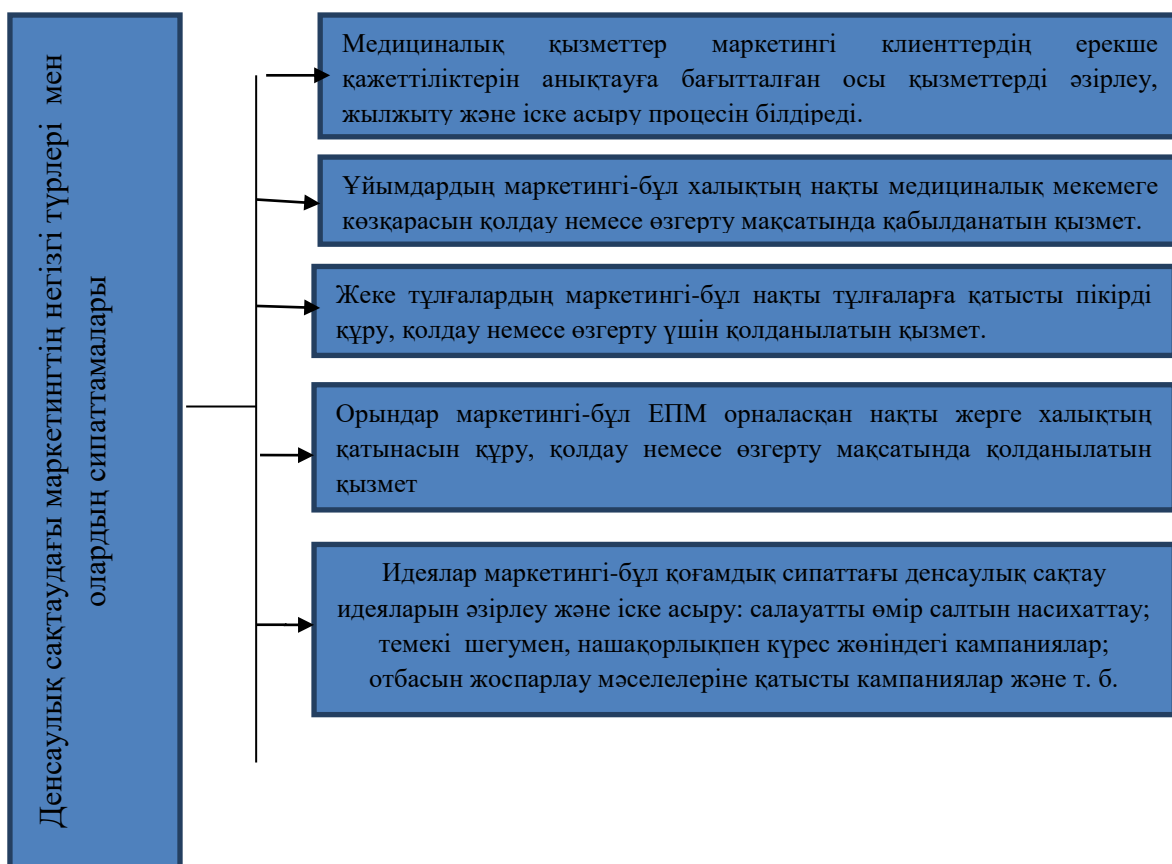 Денсаулық сақтаудағы маркетингтің негізгі түрлері мен
олардың сипаттамалары
Медициналық қызметтер маркетингі клиенттердің ерекше
қажеттіліктерін анықтауға бағытталған осы қызметтерді әзірлеу,
жылжыту және іске асыру процесін білдіреді.
Ұйымдардың маркетингі-бұл халықтың нақты медициналық мекемеге
көзқарасын қолдау немесе өзгерту мақсатында қабылданатын қызмет.
Жеке тұлғалардың маркетингі-бұл нақты тұлғаларға қатысты пікірді
құру, қолдау немесе өзгерту үшін қолданылатын қызмет.
Орындар маркетингі-бұл ЕПМ орналасқан нақты жерге халықтың
қатынасын құру, қолдау немесе өзгерту мақсатында қолданылатын
қызмет
Идеялар маркетингі-бұл қоғамдық сипаттағы денсаулық сақтау
идеяларын әзірлеу және іске асыру: салауатты өмір салтын насихаттау;
темекі шегумен, нашақорлықпен күрес жөніндегі кампаниялар;
отбасын жоспарлау мәселелеріне қатысты кампаниялар және т. б.